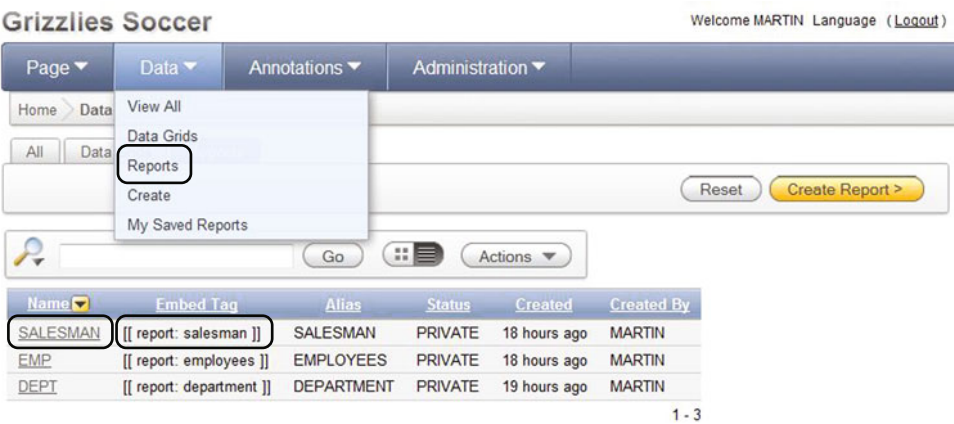 Grizzlies Soccer
Welcome MARTIN Language (Logout)
Page Data Annotations Administration
Home Data
View All
Data Grids
All Data
Reports
Create
My Saved Reports
Reset Create Report >
Go Actions
Name Embed Tag Alias Status Created Created By
SALESMAN [[ report: salesman ]] SALESMAN PRIVATE 18 hours ago MARTIN
EMP [[ report: employees ]] EMPLOYEES PRIVATE 18 hours ago MARTIN
DEPT [[ report: department ]] DEPARTMENT PRIVATE 19 hours ago MARTIN
1 - 3